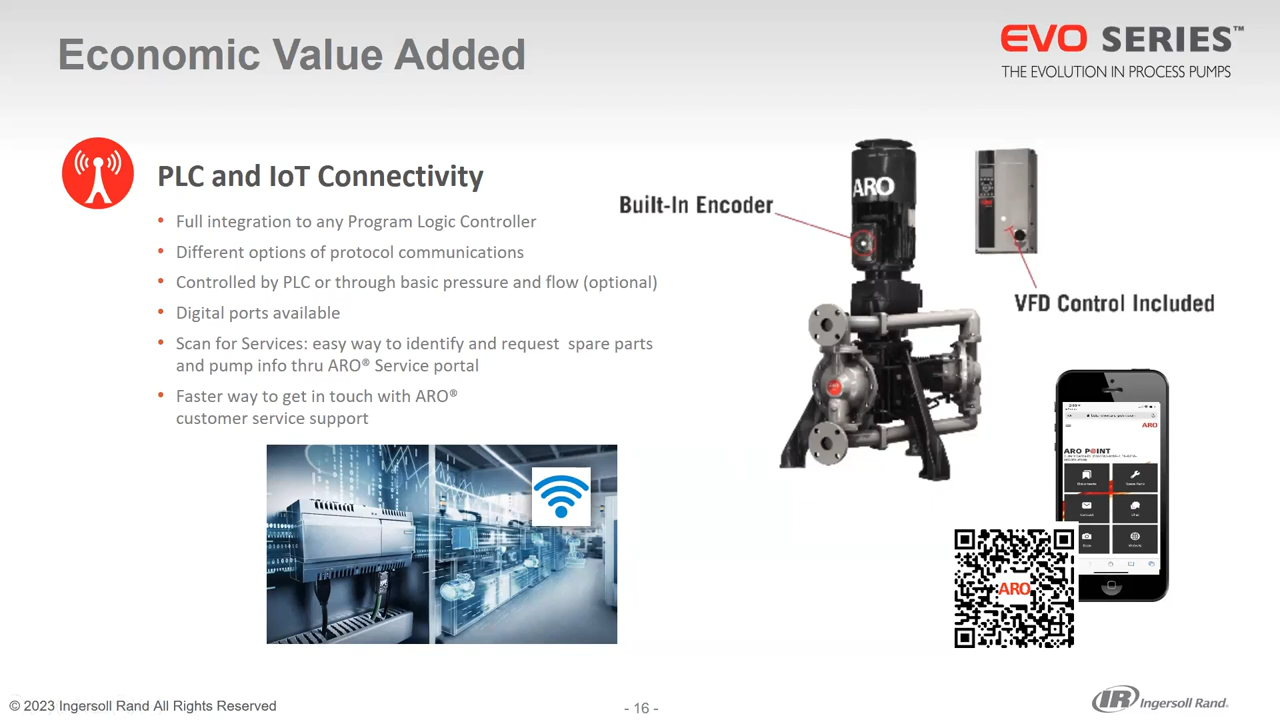 Economic Value Added
EVO SERIES™
THE EVOLUTION IN PROCESS PUMPS
PLC and IoT Connectivity
• Full integration to any Program Logic Controller
• Different options of protocol communications
• Controlled by PLC or through basic pressure and flow (optional)
• Digital ports available
• Scan for Services: easy way to identify and request spare parts
and pump info thru ARO® Service portal
• Faster way to get in touch with ARO®
customer service support
Built-In Encoder
ARO
VFD Control Included
ARO
ARO POINT
ARO
© 2023 Ingersoll Rand All Rights Reserved
- 16 -
IR Ingersoll Rand.